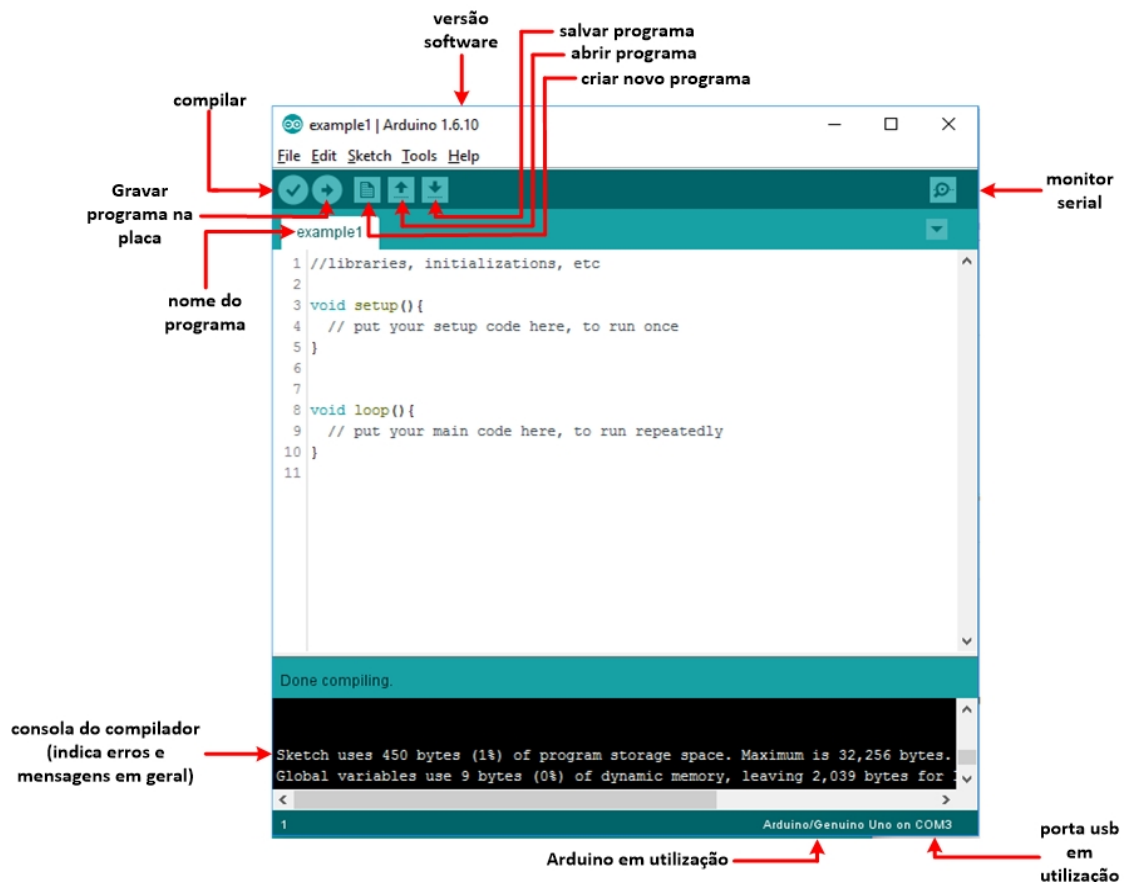 versão
software
salvar programa
abrir programa
criar novo programa
compilar
example1 | Arduino 1.6.10
File Edit Sketch Tools Help
Gravar
programa na
placa
monitor
serial
example1
nome do
programa
1 //libraries, initializations, etc
2
3 void setup(){
4 // put your setup code here, to run once
5 }
6
7
8 void loop(){
9 // put your main code here, to run repeatedly
10 }
11
Done compiling.
consola do compilador
(indica erros e
mensagens em geral)
Sketch uses 450 bytes (1%) of program storage space. Maximum is 32,256 bytes.
Global variables use 9 bytes (0%) of dynamic memory, leaving 2,039 bytes for
1
Arduino/Genuino Uno on COM3
Arduino em utilização
porta usb
em
utilização